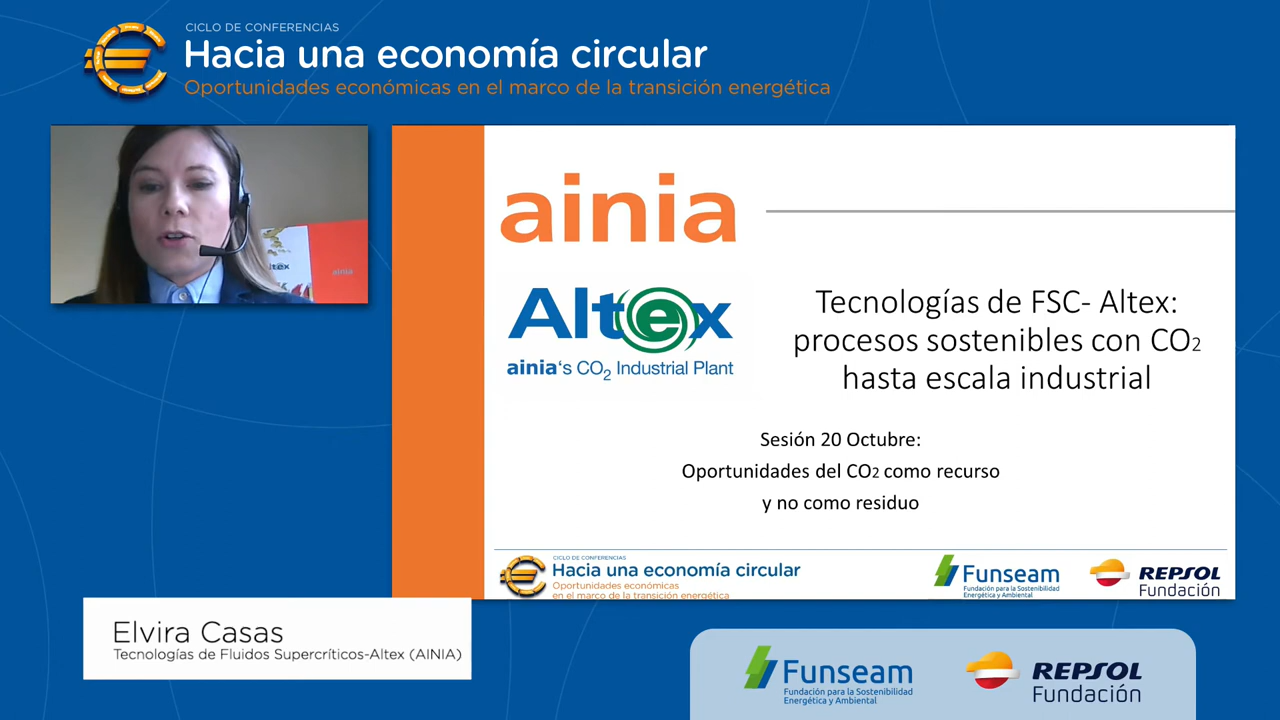 CICLO DE CONFERENCIAS
Hacia una economía circular
Oportunidades económicas en el marco de la transición energética
Altex
ainia
ainia
Altex
ainia's CO2 Industrial Plant
Tecnologías de FSC- Altex:
procesos sostenibles con CO2
hasta escala industrial
Sesión 20 Octubre:
Oportunidades del CO2 como recurso
y no como residuo
CICLO DE CONFERENCIAS
Hacia una economía circular
Oportunidades económicas
en el marco de la transición energética
Funseam
Fundación para la Sostenibilidad
Energética y Ambiental
REPSOL
Fundación
Elvira Casas
Tecnologías de Fluidos Supercríticos-Altex (AINIA)
Funseam
Fundación para la Sostenibilidad
Energética y Ambiental
REPSOL
Fundación